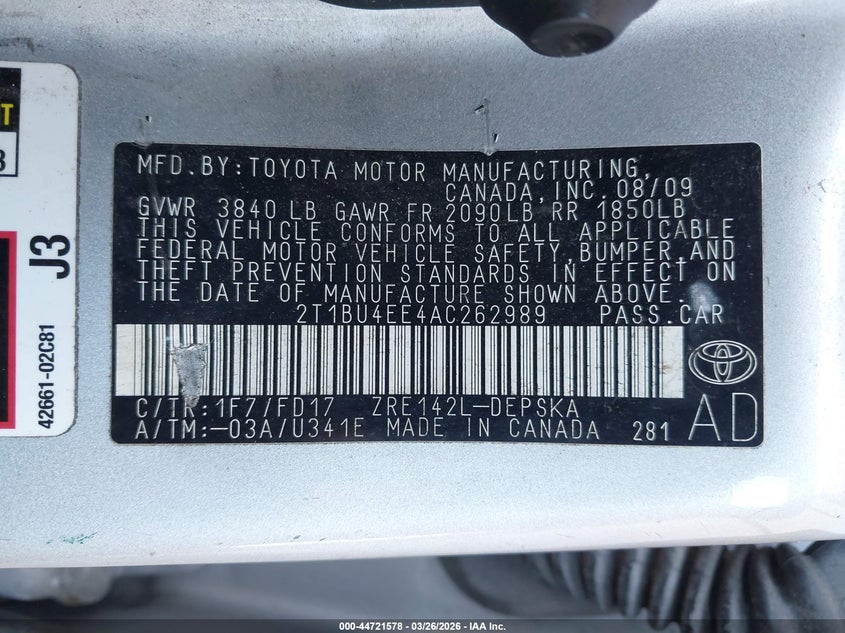 T
3
J3
42661-02C81
MFD.BY:TOYOTA MOTOR MANUFACTURING,
CANADA,INC.08/09
GVWR 3840 LB GAWR FR 2090LB RR 1850LB
THIS VEHICLE CONFORMS TO ALL APPLICABLE
FEDERAL MOTOR VEHICLE SAFETY,BUMPER,AND
THEFT PREVENTION STANDARDS IN EFFECT ON
THE DATE OF MANUFACTURE SHOWN ABOVE.
2T1BU4EE4AC262989 PASS.CAR
C/TR:1F7/FD17 ZRE142L-DEPSKA
A/TM:-03A/U341E MADE IN CANADA 281
AD
000-44721578 | 03/26/2026 - IAA Inc.